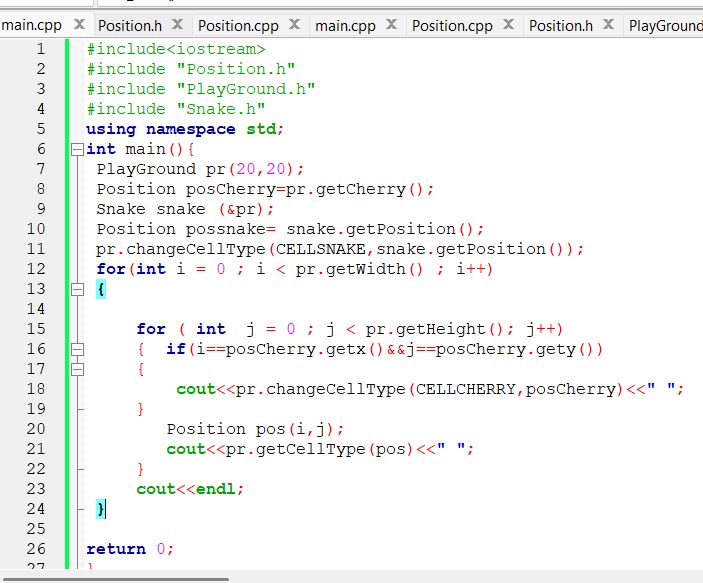 main.cpp X Position.h X Position.cpp X main.cpp X Position.cpp X Position.h X PlayGround
1 #include<iostream>
2 #include "Position.h"
3 #include "PlayGround.h"
4 #include "Snake.h"
5 using namespace std;
6 int main(){
7 PlayGround pr(20,20);
8 Position posCherry=pr.getCherry();
9 Snake snake (&pr);
10 Position possnake= snake.getPosition();
11 pr.changeCellType(CELLSNAKE,snake.getPosition());
12 for(int i = 0 ; i < pr.getWidth() ; i++)
13 {
14
15 for ( int  j = 0 ; j < pr.getHeight(); j++)
16 {  if(i==posCherry.getx()&&j==posCherry.gety())
17 {
18 cout<<pr.changeCellType(CELLCHERRY,posCherry)<<" ";
19 }
20 Position pos(i,j);
21 cout<<pr.getCellType(pos)<<" ";
22 }
23 cout<<endl;
24 }
25
26 return 0;
27 }